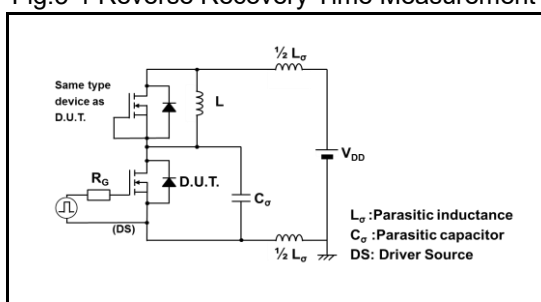 Fig.3-1 Reverse Recovery Time Measurement
½ Lσ
Same type
device as
D.U.T.
L
VDD
RG
D.U.T.
Cσ
(DS)
½ Lσ
Lσ :Parasitic inductance
Cσ :Parasitic capacitor
DS: Driver Source